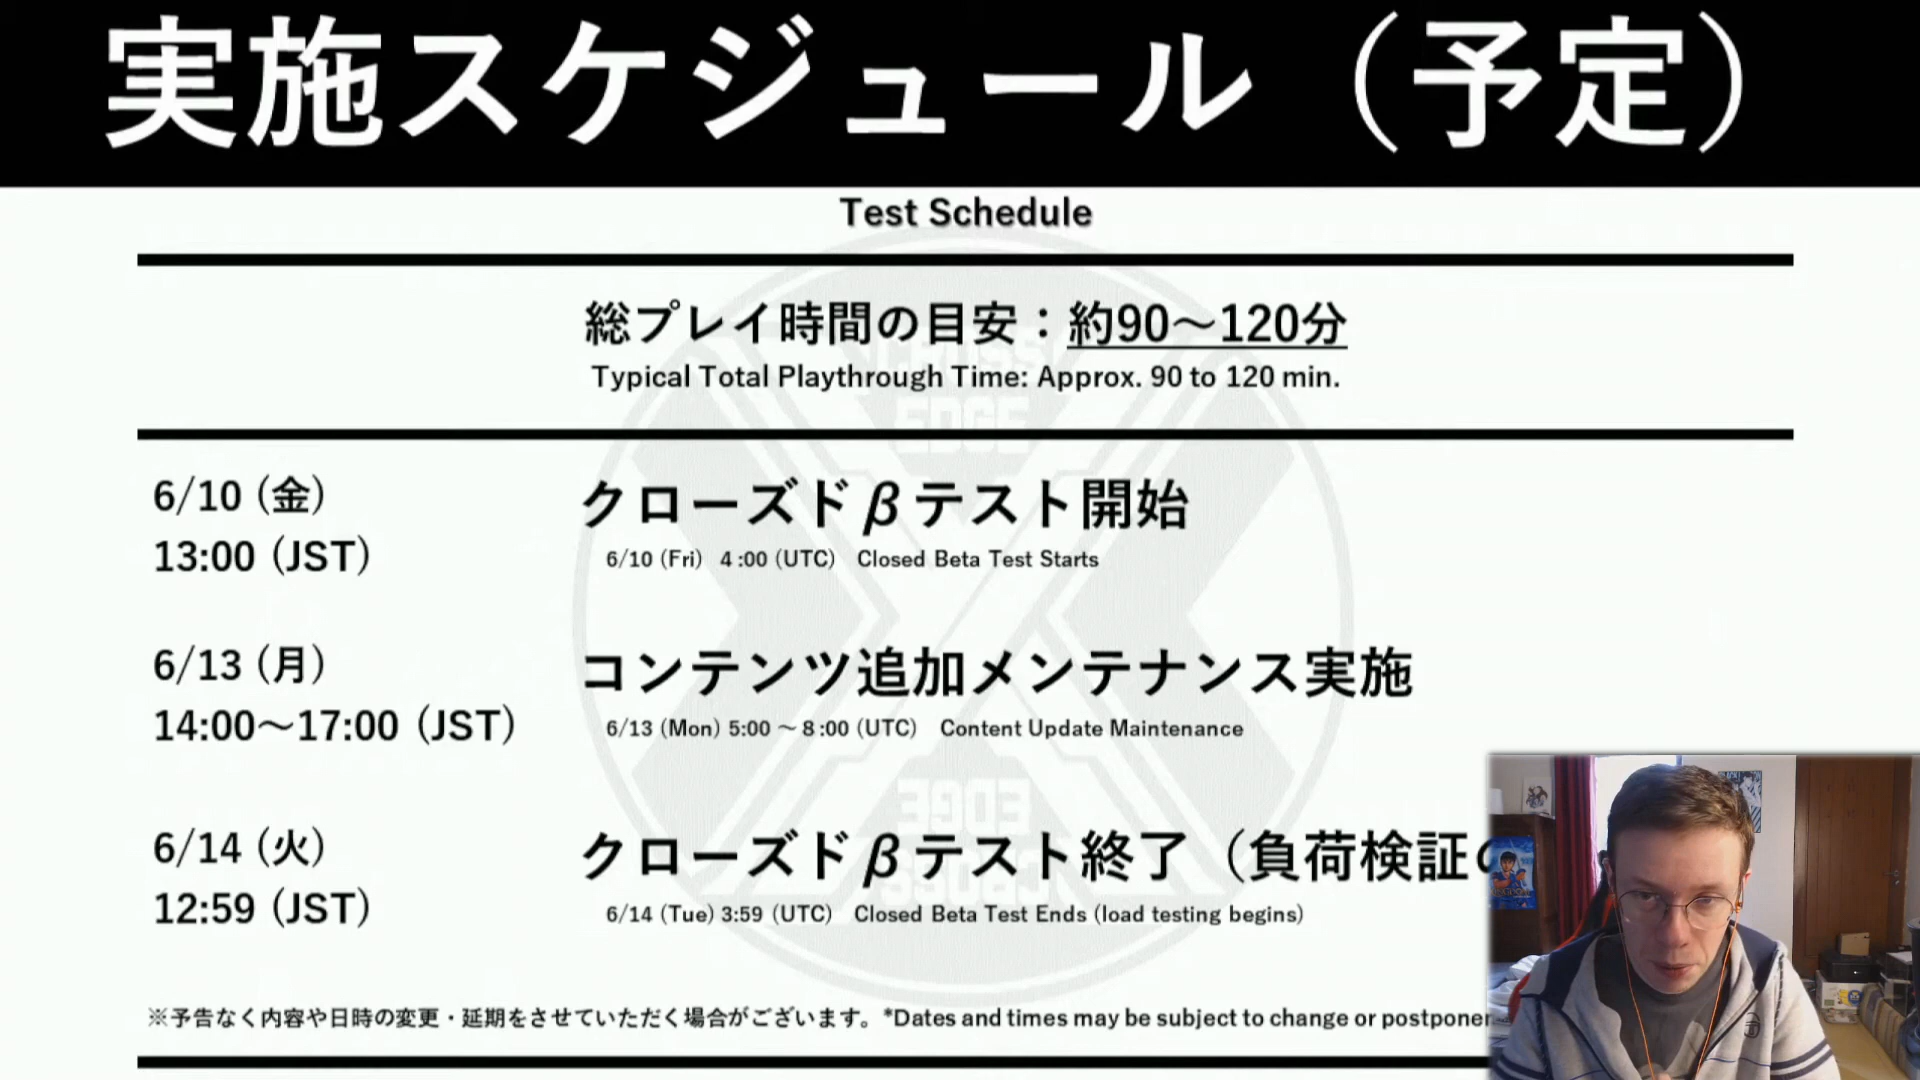 実施スケジュール（予定）
Test Schedule
総プレイ時間の目安：約90～120分
Typical Total Playthrough Time: Approx. 90 to 120 min.
CROSS
EDGE
6/10 (金)
13:00 (JST)
クローズドβテスト開始
6/10 (Fri) 4:00 (UTC) Closed Beta Test Starts
6/13 (月)
14:00～17:00 (JST)
コンテンツ追加メンテナンス実施
6/13 (Mon) 5:00 ～ 8:00 (UTC) Content Update Maintenance
EDGE
CROSS
6/14 (火)
12:59 (JST)
クローズドβテスト終了（負荷検証の
6/14 (Tue) 3:59 (UTC) Closed Beta Test Ends (load testing begins)
※予告なく内容や日時の変更・延期をさせていただく場合がございます。*Dates and times may be subject to change or